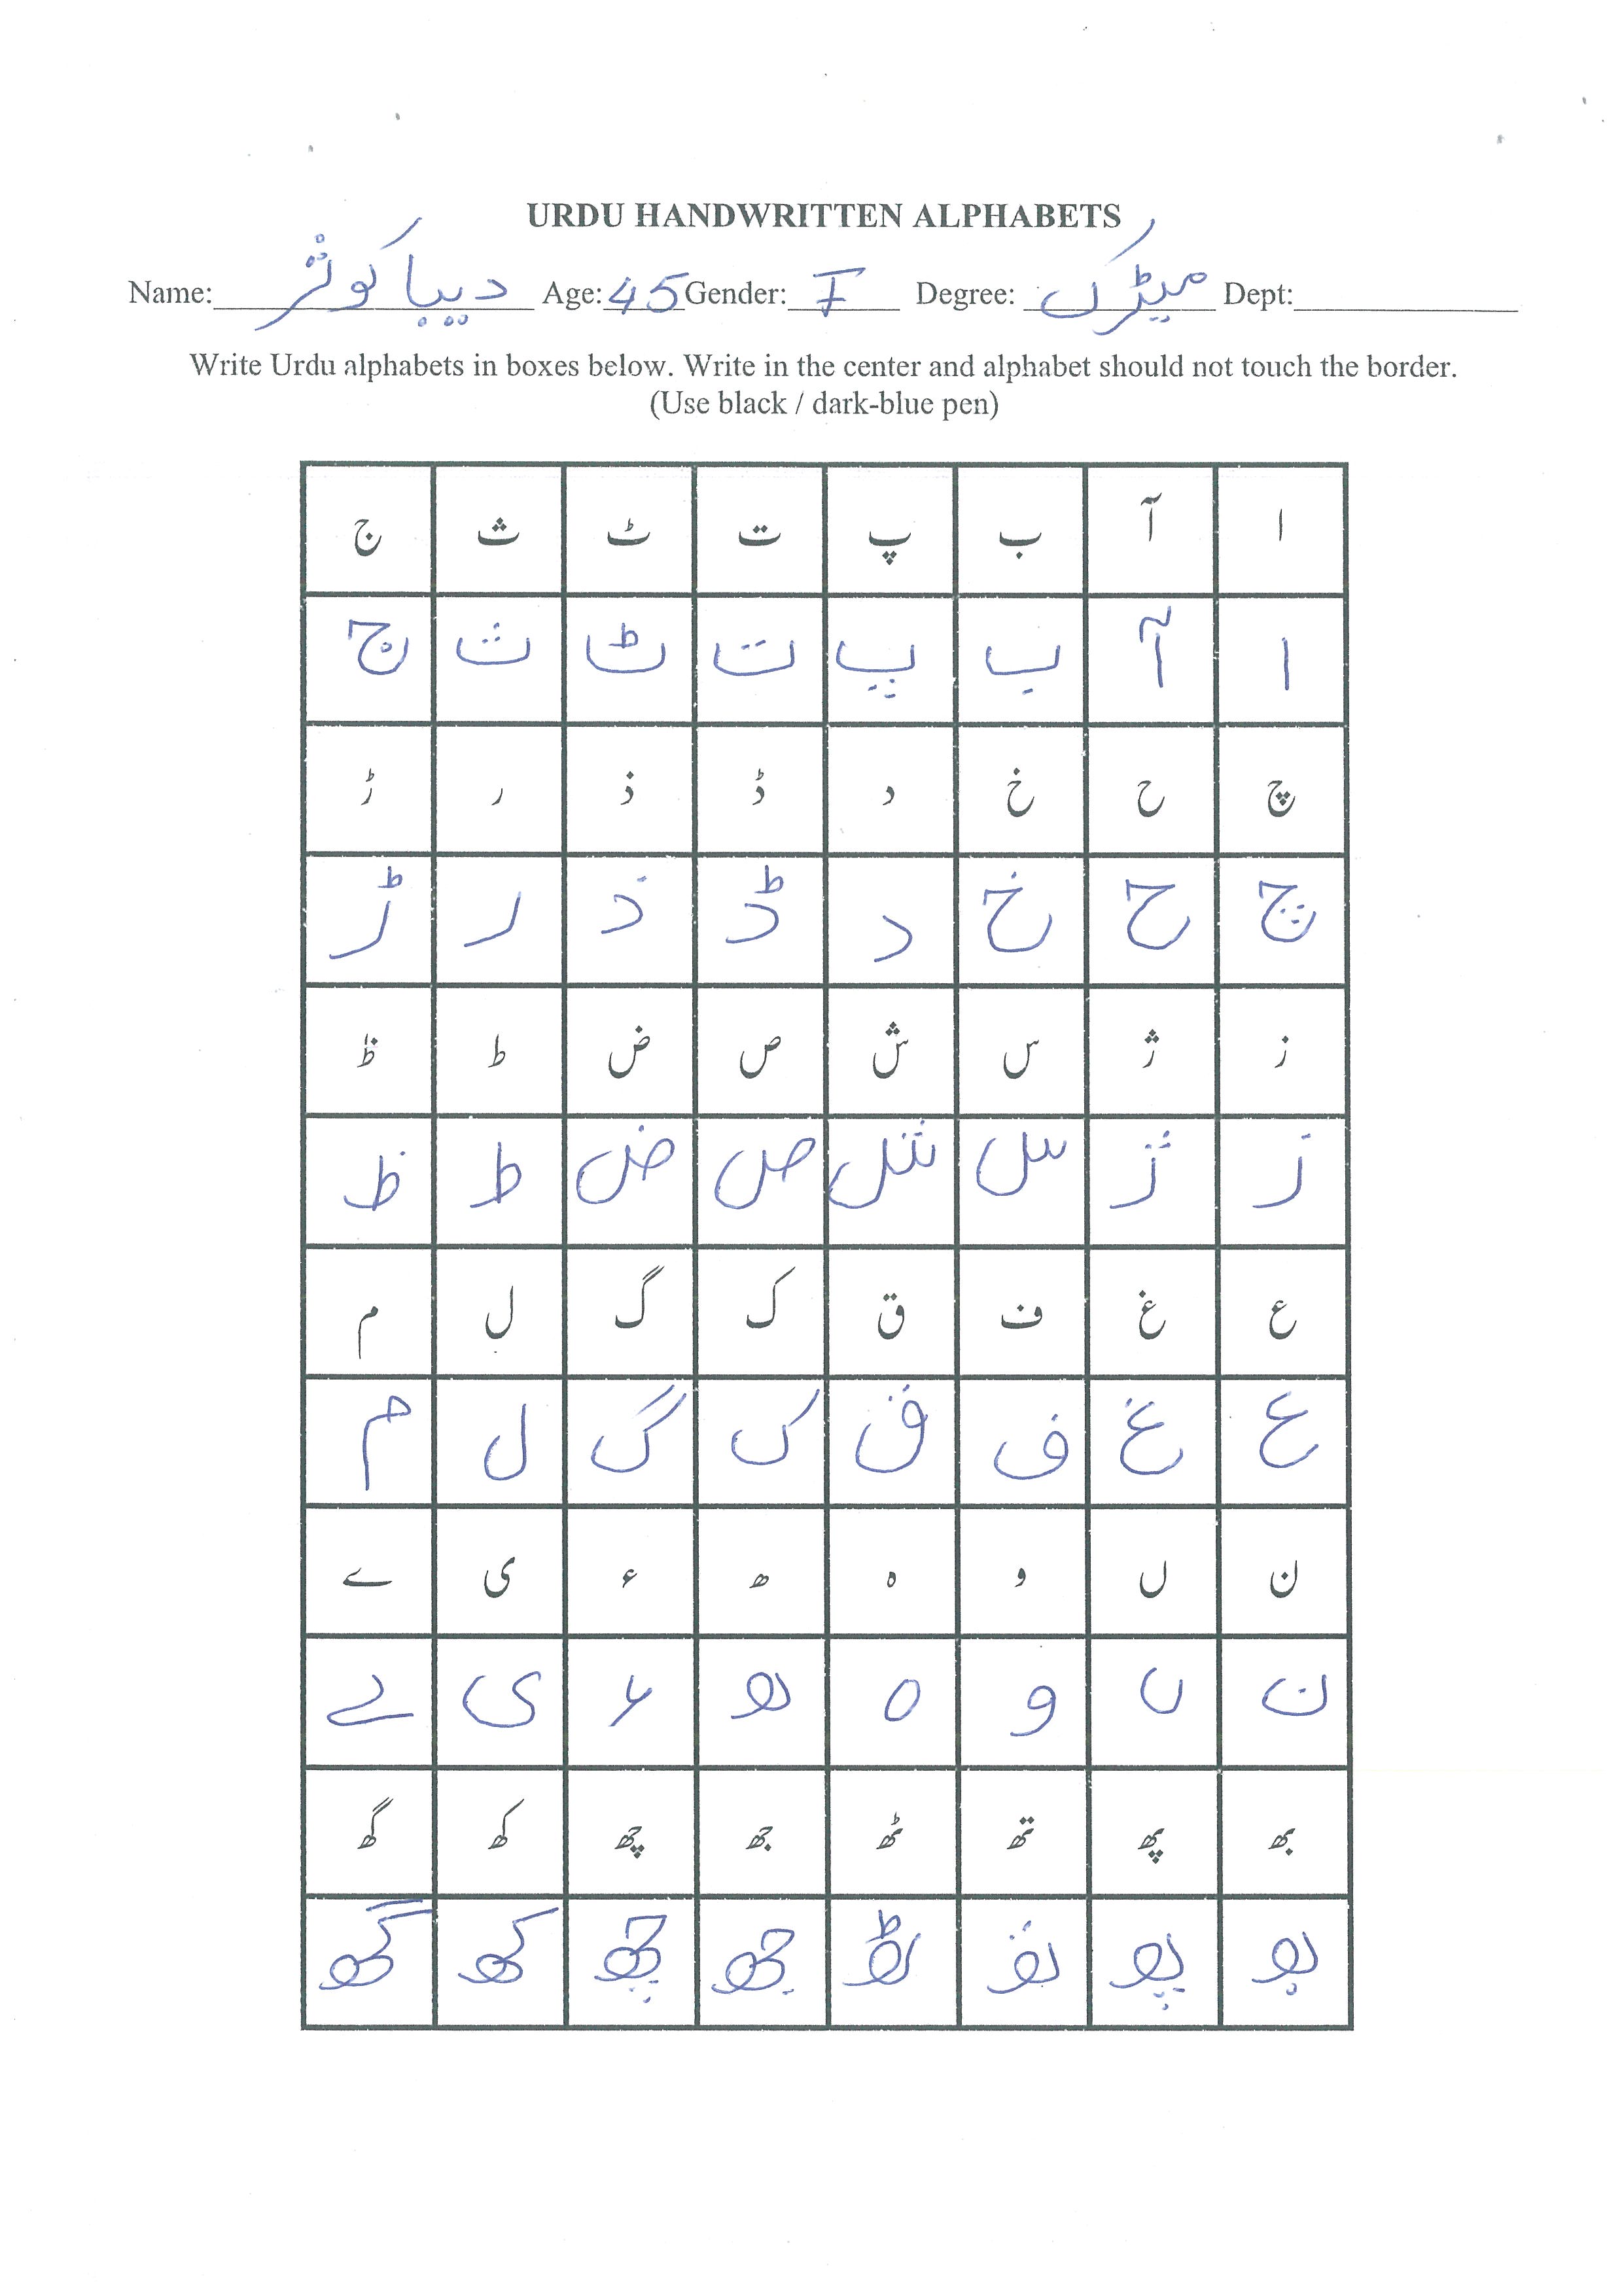 URDU HANDWRITTEN ALPHABETS
Name: دیبا کوثر Age: 45 Gender: F Degree: میٹرک Dept:
Write Urdu alphabets in boxes below. Write in the center and alphabet should not touch the border.
(Use black / dark-blue pen)
ا آ ب پ ت ٹ ث ج
ا آ ب پ ت ٹ ث ج
چ ح خ د ڈ ذ ر ڑ
چ ح خ د ڈ ذ ر ڑ
ز ژ س ش ص ض ط ظ
ز ژ س ش ص ض ط ظ
ع غ ف ق ک گ ل م
ع غ ف ق ک گ ل م
ن ں و ہ ھ ء ی ے
ن ں و ہ ھ ء ی ے
بھ پھ تھ ٹھ جھ چھ کھ گھ
بھ پھ تھ ٹھ جھ چھ کھ گھ